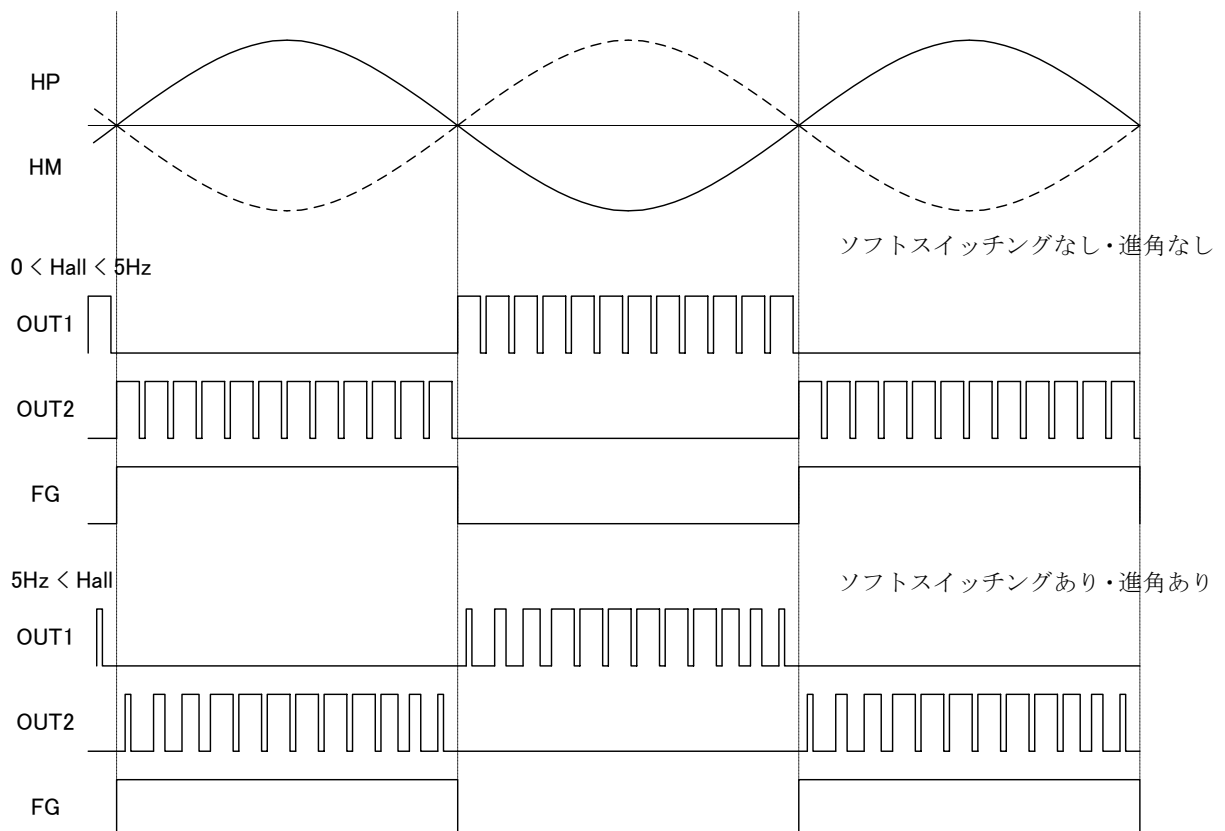 HP
HM
ソフトスイッチングなし・進角なし
0 < Hall < 5Hz
OUT1
OUT2
FG
5Hz < Hall
ソフトスイッチングあり・進角あり
OUT1
OUT2
FG